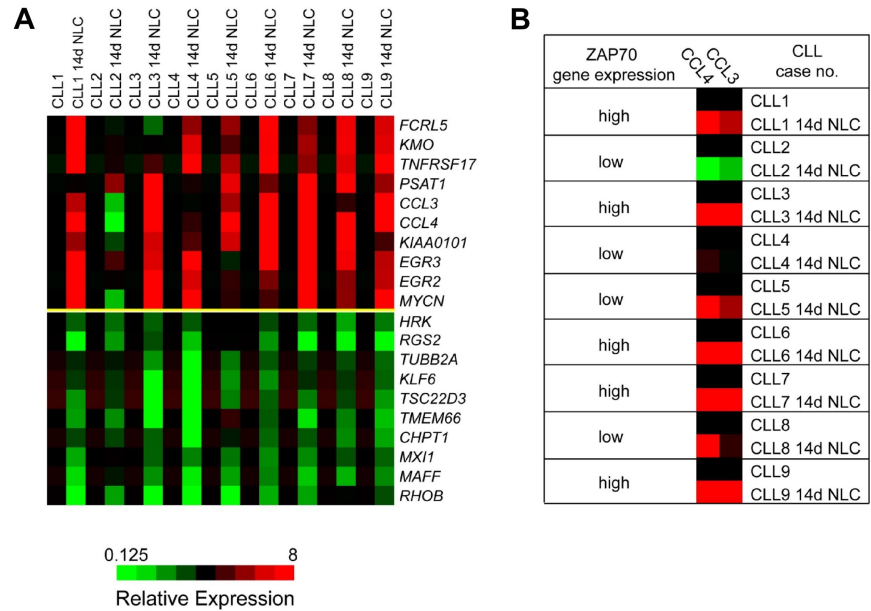 A
CLL1
CLL1 14d NLC
CLL2
CLL2 14d NLC
CLL3
CLL3 14d NLC
CLL4
CLL4 14d NLC
CLL5
CLL5 14d NLC
CLL6
CLL6 14d NLC
CLL7
CLL7 14d NLC
CLL8
CLL8 14d NLC
CLL9
CLL9 14d NLC
FCRL5
KMO
TNFRSF17
PSAT1
CCL3
CCL4
KIAA0101
EGR3
EGR2
MYCN
HRK
RGS2
TUBB2A
KLF6
TSC22D3
TMEM66
CHPT1
MXI1
MAFF
RHOB
0.125 8
Relative Expression
B
ZAP70
gene expression
CCL4
CCL3
CLL
case no.
high
CLL1
CLL1 14d NLC
low
CLL2
CLL2 14d NLC
high
CLL3
CLL3 14d NLC
low
CLL4
CLL4 14d NLC
low
CLL5
CLL5 14d NLC
high
CLL6
CLL6 14d NLC
high
CLL7
CLL7 14d NLC
low
CLL8
CLL8 14d NLC
high
CLL9
CLL9 14d NLC